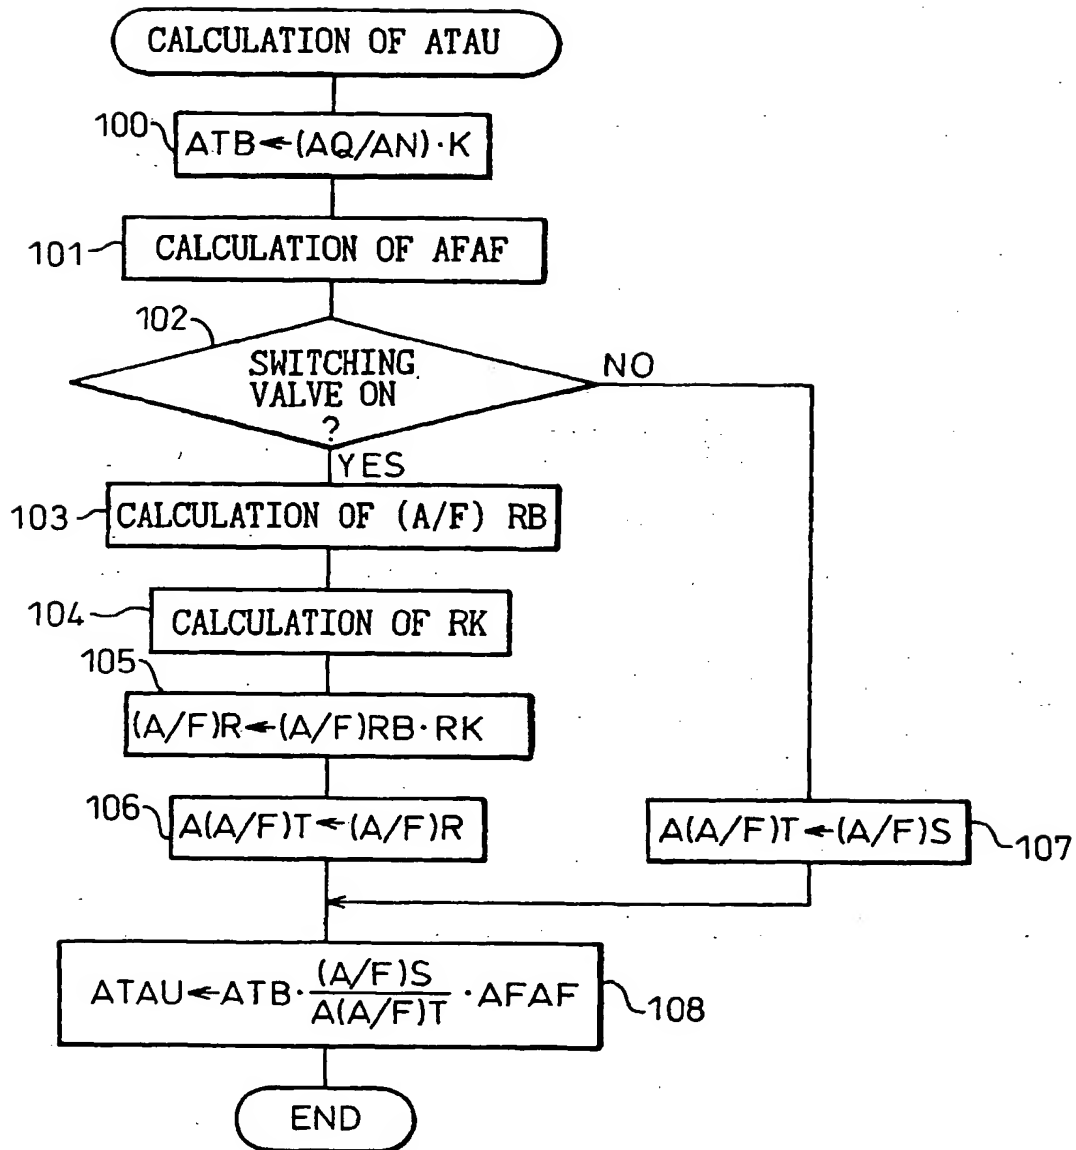 CALCULATION OF ATAU
100
ATB←(AQ/AN)·K
101
CALCULATION OF AFAF
102
SWITCHING
VALVE ON
?
NO
YES
103
CALCULATION OF (A/F) RB
104
CALCULATION OF RK
105
(A/F)R←(A/F)RB·RK
106
A(A/F)T←(A/F)R
A(A/F)T←(A/F)S
107
ATAU←ATB·(A/F)S/A(A/F)T·AFAF
108
END